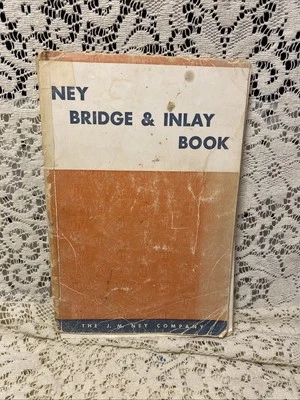 NEY
BRIDGE & INLAY
BOOK
THE J. M. NEY COMPANY